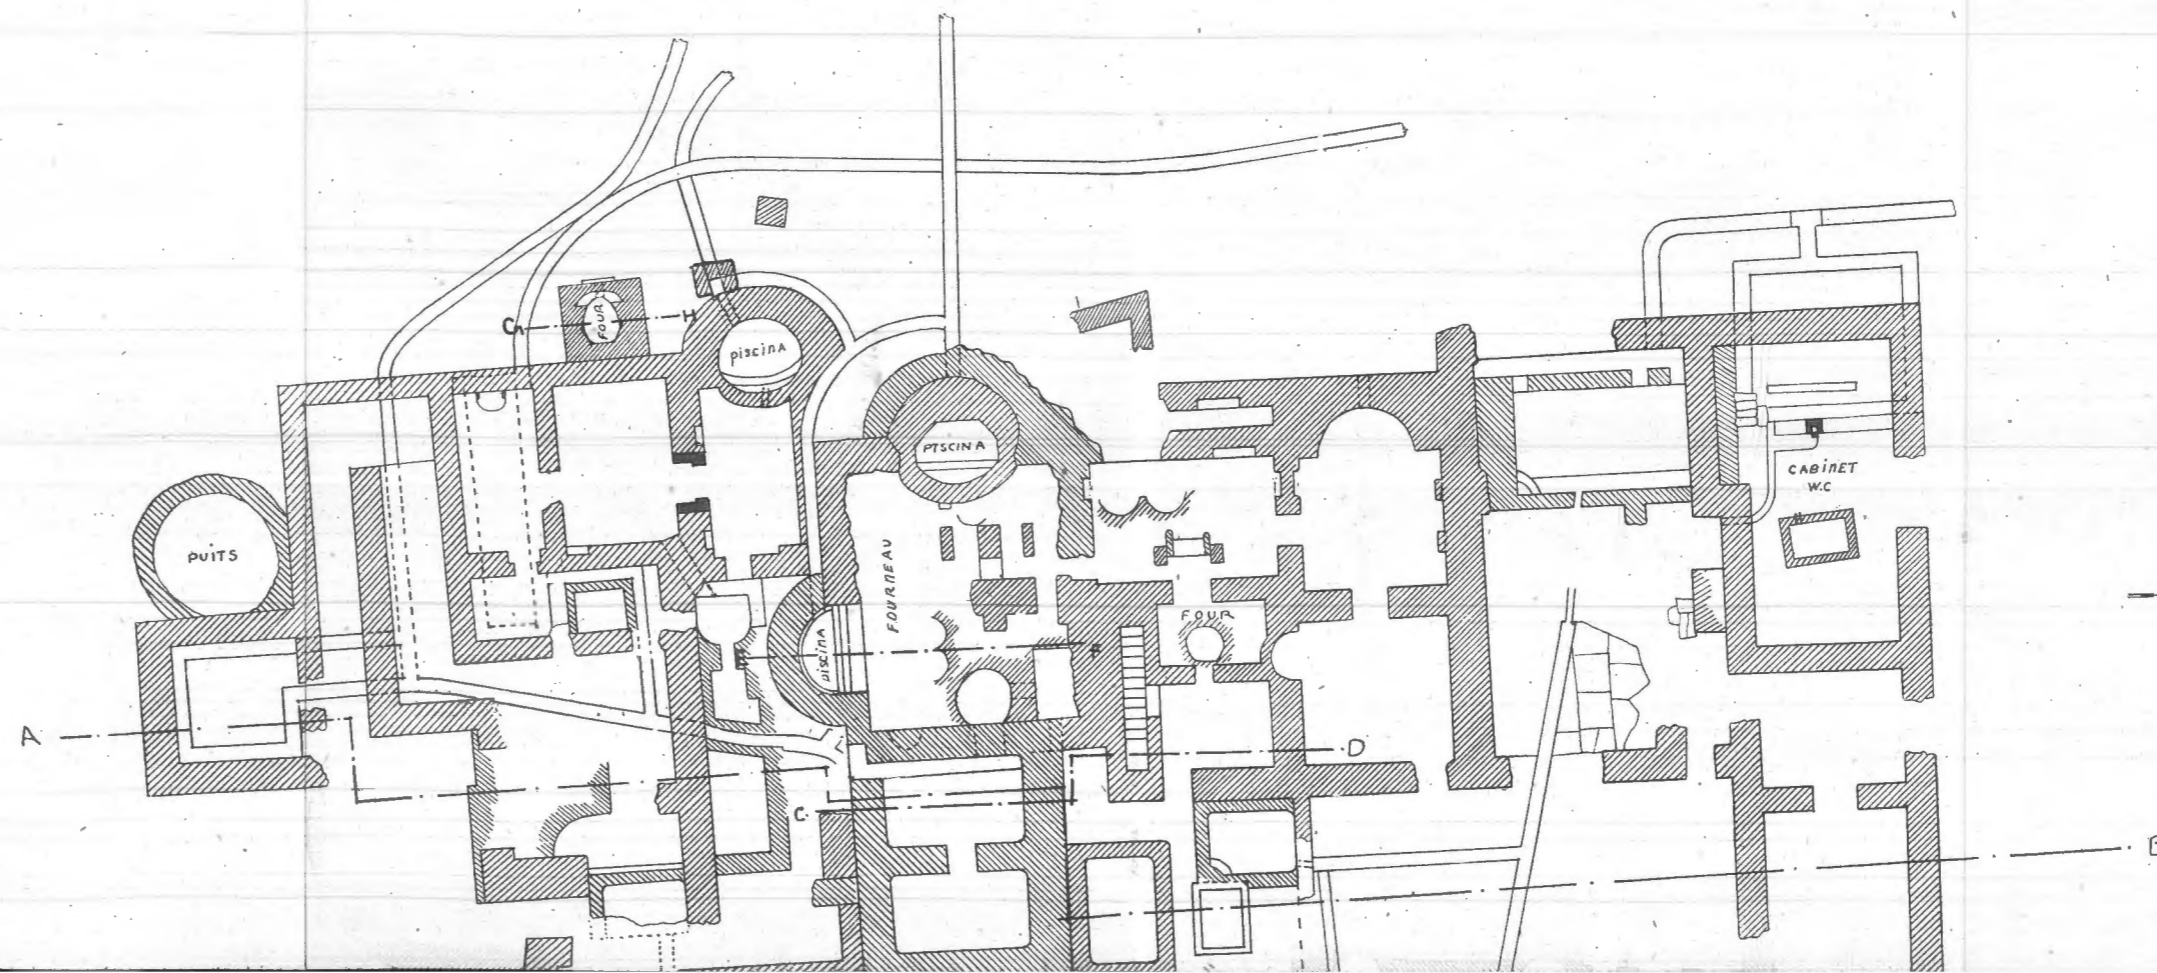 FOUR
G H
piscinA
PISCINA
CABINET
W.C
PUITS
FOURNEAU
FOUR
piscinA
A
D
C